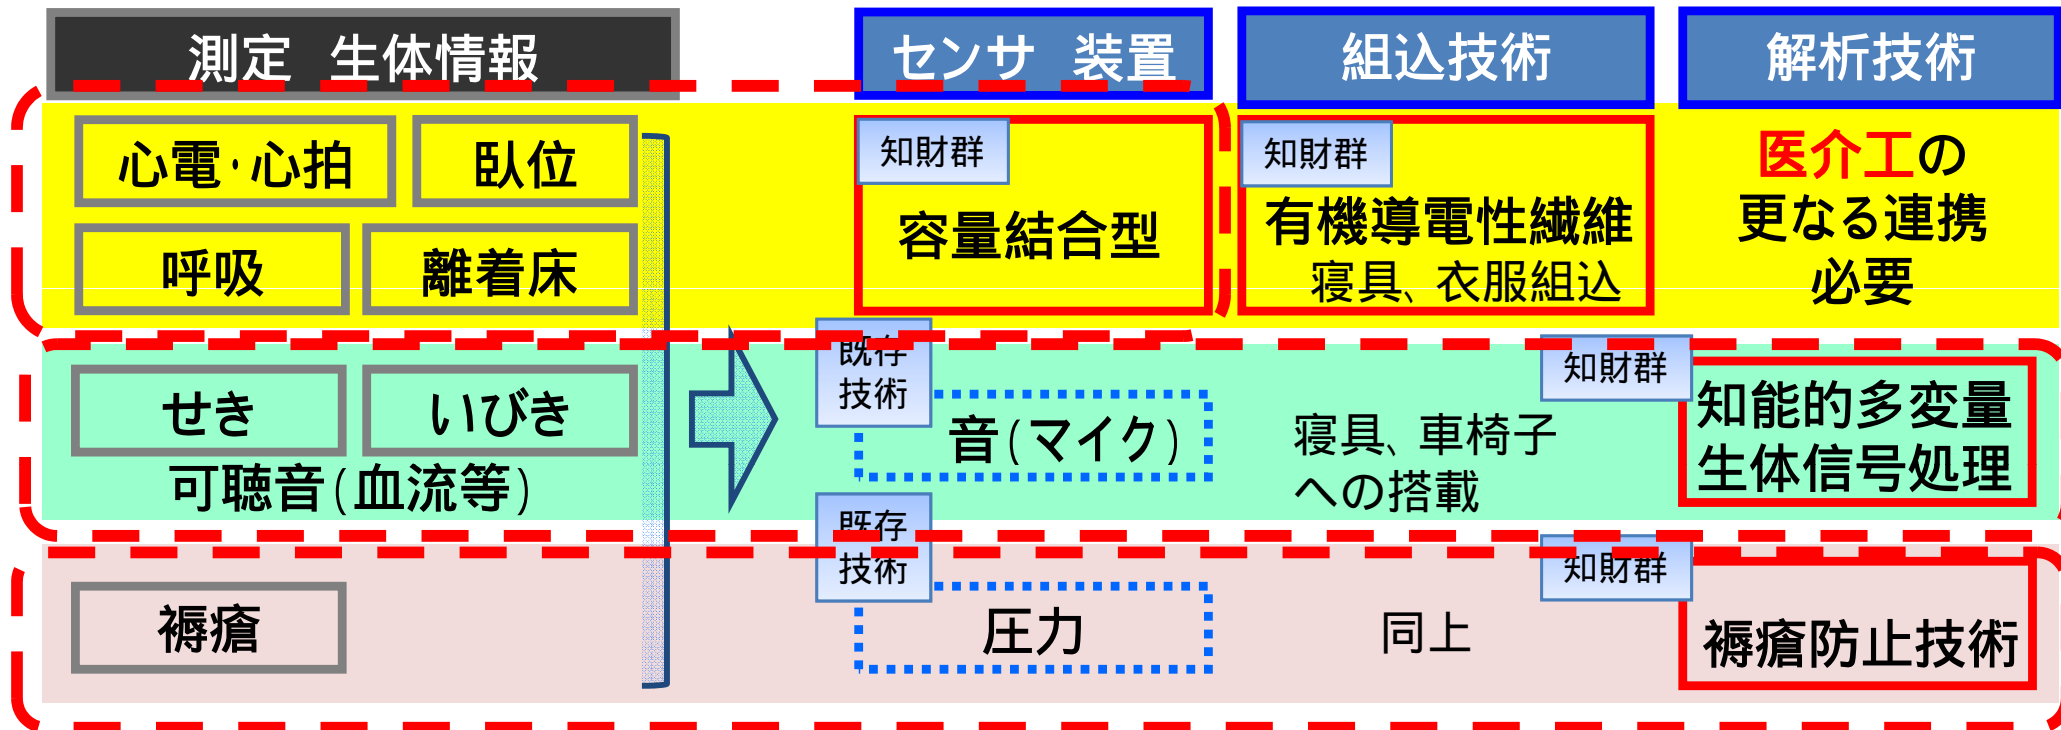 測定　生体情報
センサ　装置
組込技術
解析技術
心電・心拍
臥位
呼吸
離着床
知財群
容量結合型
知財群
有機導電性繊維
寝具、衣服組込
医介工の
更なる連携
必要
せき
いびき
可聴音(血流等)
既存
技術
音(マイク)
寝具、車椅子
への搭載
知財群
知能的多変量
生体信号処理
褥瘡
既存
技術
圧力
同上
知財群
褥瘡防止技術